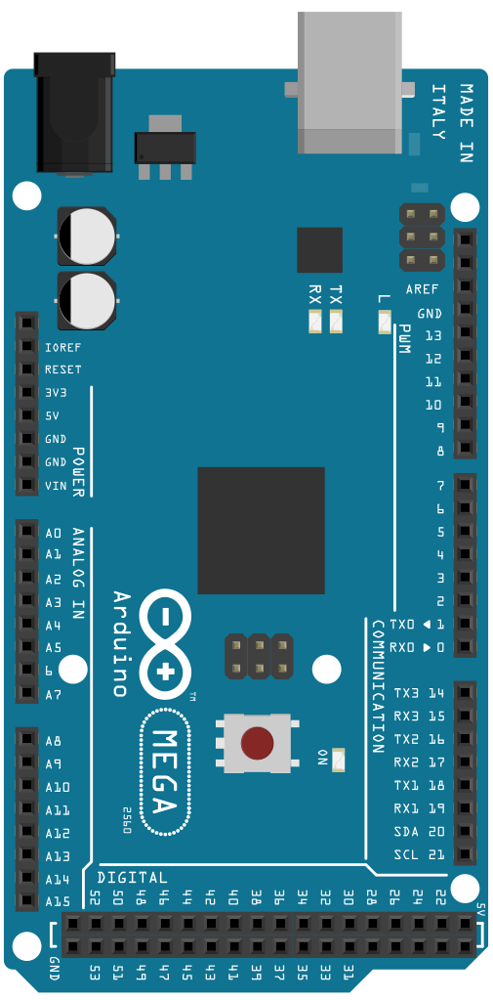 MADE IN
ITALY
RX
TX
L
AREF
GND
13
12
11
10
9
8
PWM
IOREF
RESET
3V3
5V
GND
GND
VIN
POWER
7
6
5
4
3
2
TX0 ◀ 1
RX0 ▶ 0
A0
A1
A2
A3
A4
A5
6
A7
ANALOG IN
Arduino
TM
MEGA
2560
ON
COMMUNICATION
TX3 14
RX3 15
TX2 16
RX2 17
TX1 18
RX1 19
SDA 20
SCL 21
A8
A9
A10
A11
A12
A13
A14
A15
DIGITAL
52 50 48 46 44 42 40 38 36 34 32 30 28 26 24 22
5V
GND
53 51 49 47 45 43 41 39 37 35 33 31